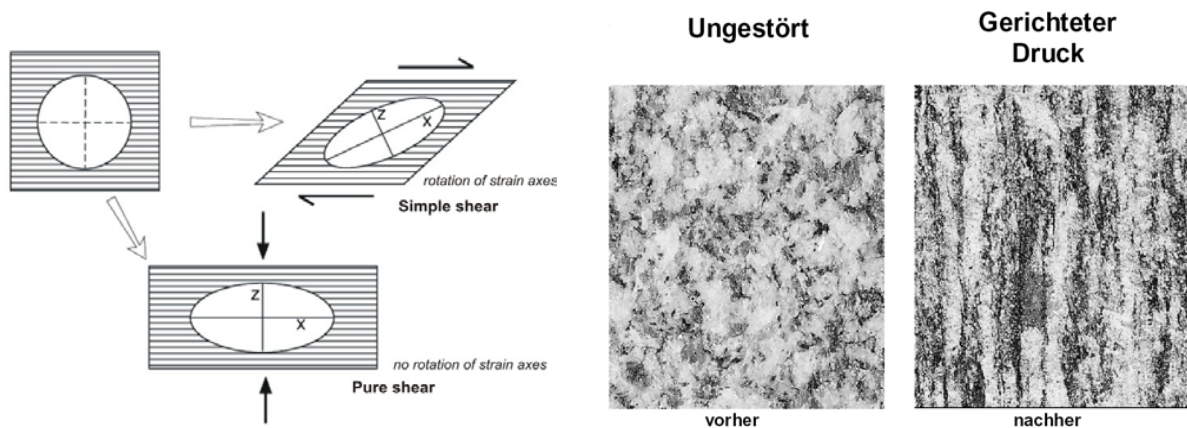 z
x
rotation of strain axes
Simple shear
z
x
no rotation of strain axes
Pure shear
Ungestört
Gerichteter
Druck
vorher
nachher